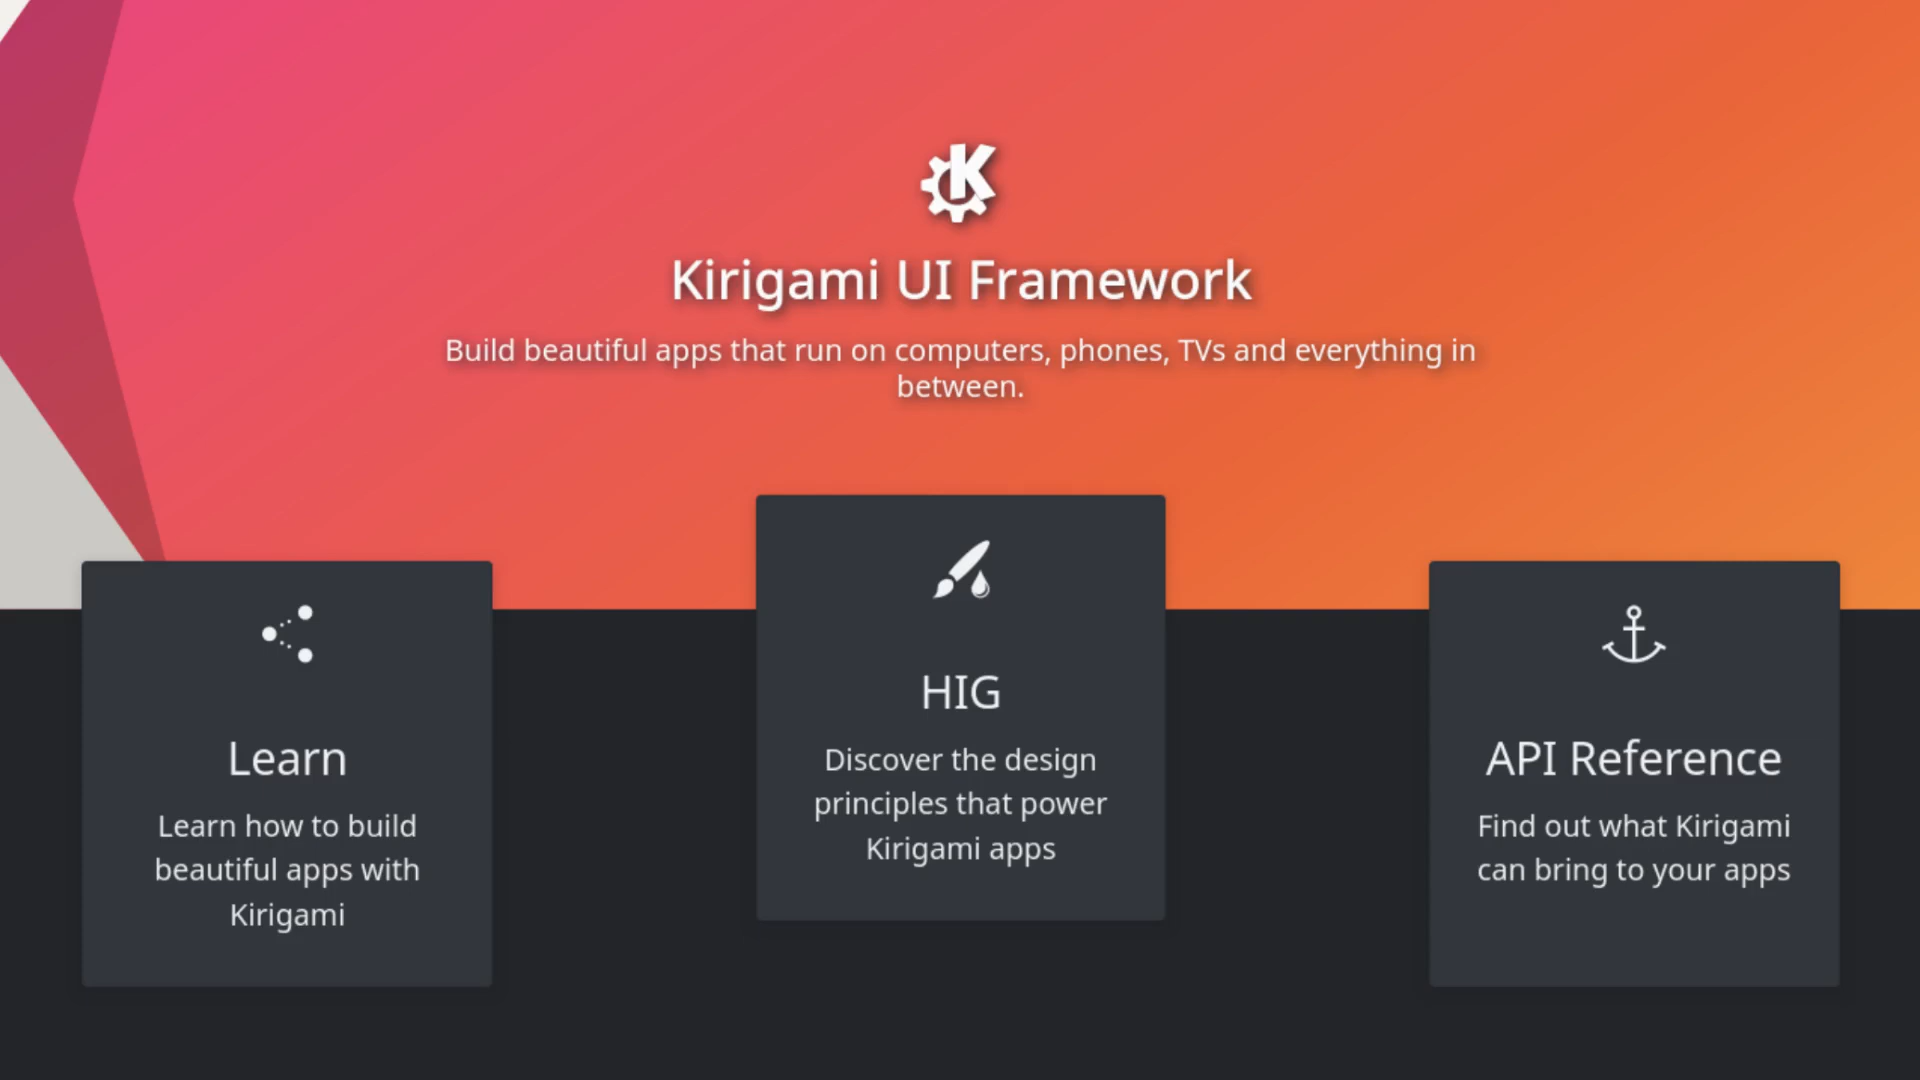 Kirigami UI Framework
Build beautiful apps that run on computers, phones, TVs and everything in
between.
Learn
Learn how to build
beautiful apps with
Kirigami
HIG
Discover the design
principles that power
Kirigami apps
API Reference
Find out what Kirigami
can bring to your apps